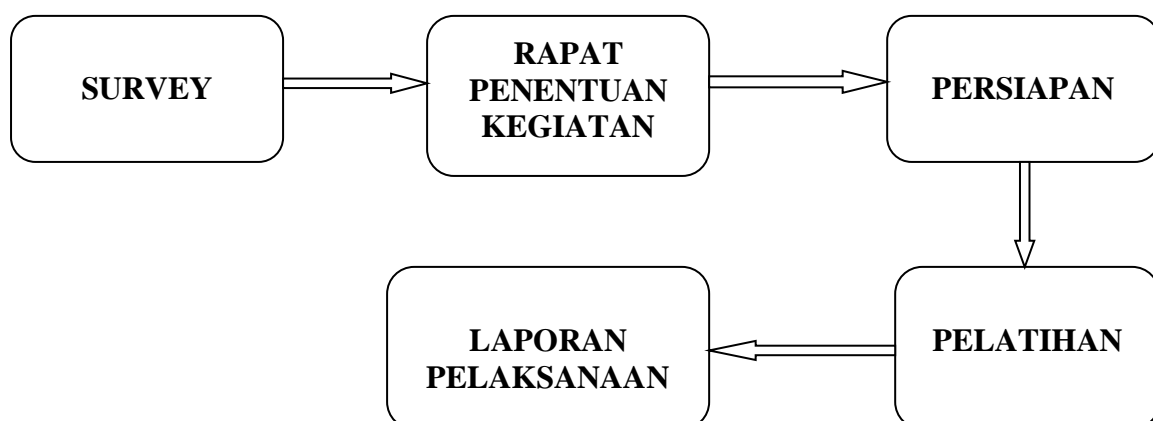 SURVEY
RAPAT
PENENTUAN
KEGIATAN
PERSIAPAN
PELATIHAN
LAPORAN
PELAKSANAAN